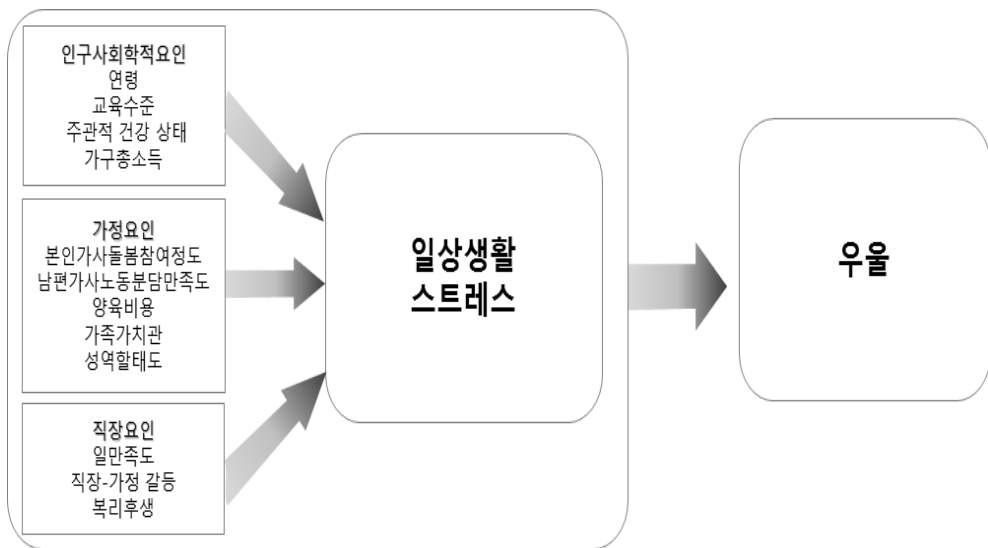 인구사회학적요인
연령
교육수준
주관적 건강 상태
가구총소득
가정요인
본인가사돌봄참여정도
남편가사노동분담만족도
양육비용
가족가치관
성역할태도
직장요인
일만족도
직장-가정 갈등
복리후생
일상생활
스트레스
우울